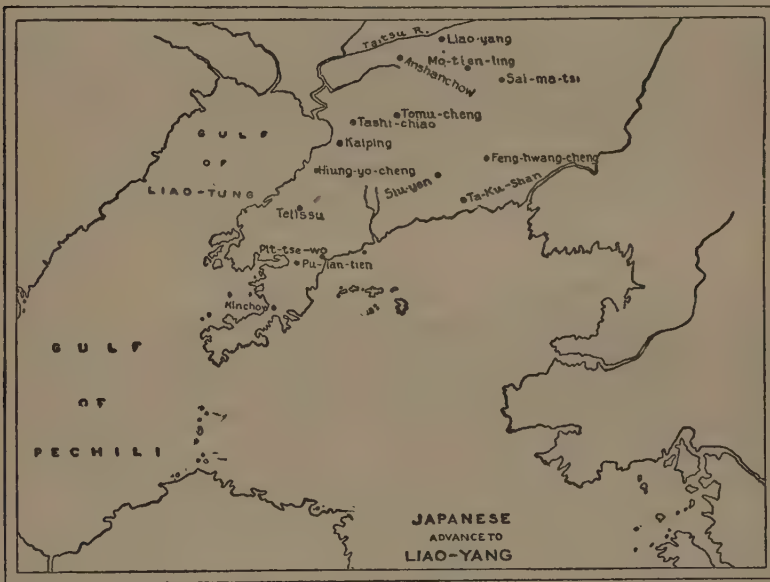 Taitsu R.
Liao-yang
Mo-tien-ling
Anshanchow
Sai-ma-tsi
Tomu-cheng
Tashi-chiao
Kaiping
GULF
OF
LIAO-TUNG
Hiung-yo-cheng
Feng-hwang-cheng
Siu-yen
Ta-Ku-Shan
Telissu
Pit-tse-wo
Pu-lan-tien
Kinchow
GULF
OF
PECHILI
JAPANESE
ADVANCE TO
LIAO-YANG